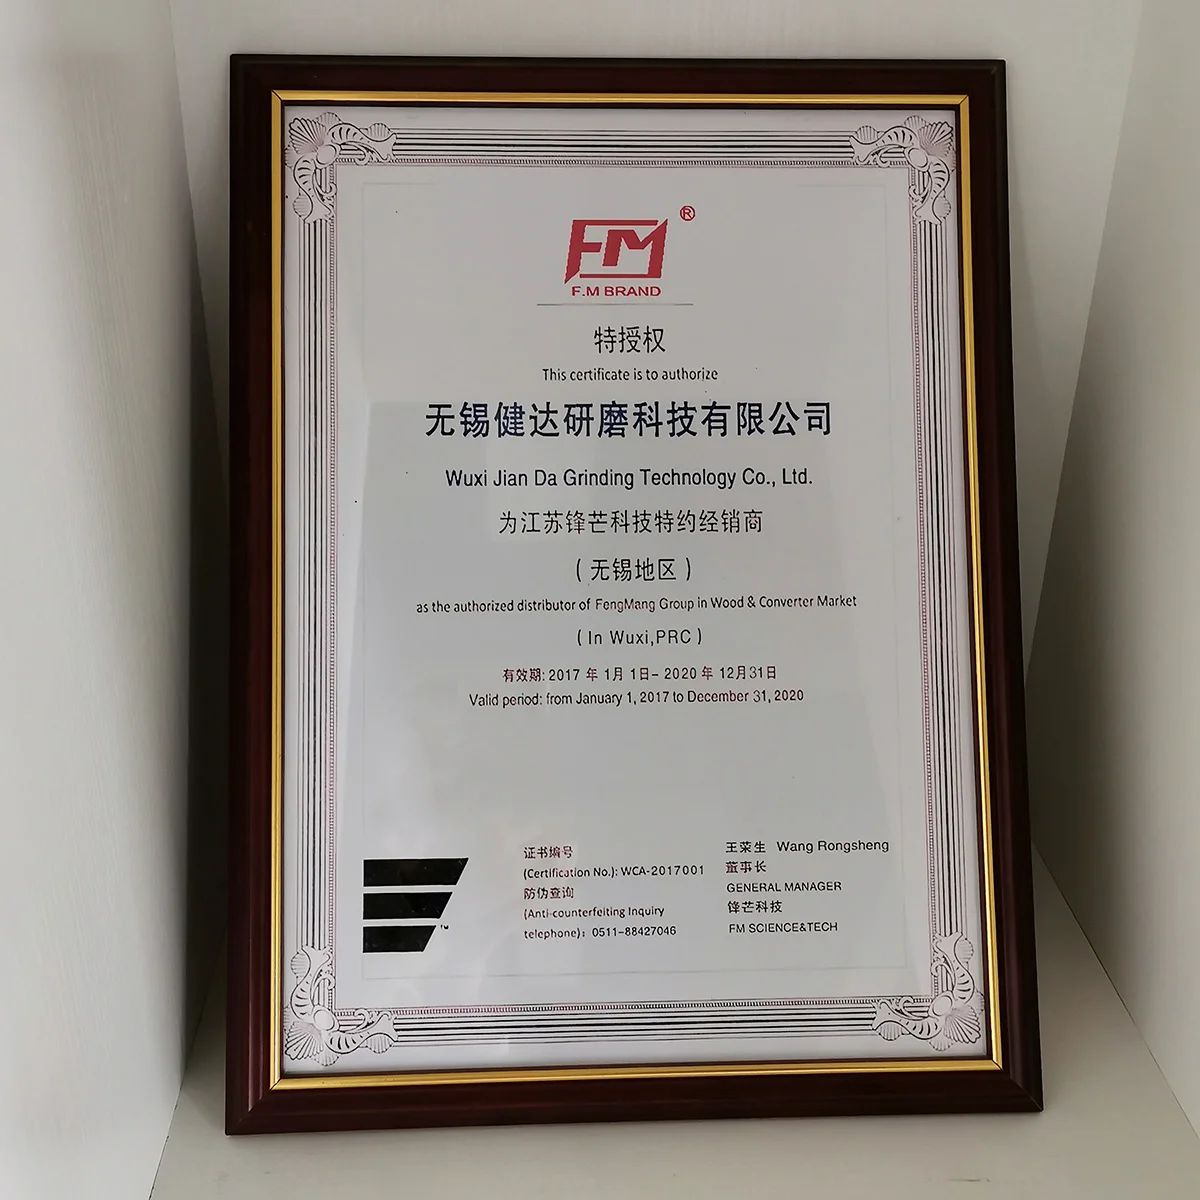 FM®
F.M BRAND
特授权
This certificate is to authorize
无锡健达研磨科技有限公司
Wuxi Jian Da Grinding Technology Co., Ltd.
为江苏锋芒科技特约经销商
(无锡地区)
as the authorized distributor of FengMang Group in Wood & Converter Market
(In Wuxi,PRC)
有效期: 2017 年 1月 1日- 2020 年 12月31日
Valid period: from January 1, 2017 to December 31, 2020
证书编号
(Certification No.): WCA-2017001
防伪查询
(Anti-counterfeiting Inquiry
telephone): 0511-88427046
王荣生 Wang Rongsheng
董事长
GENERAL MANAGER
锋芒科技
FM SCIENCE&TECH
™